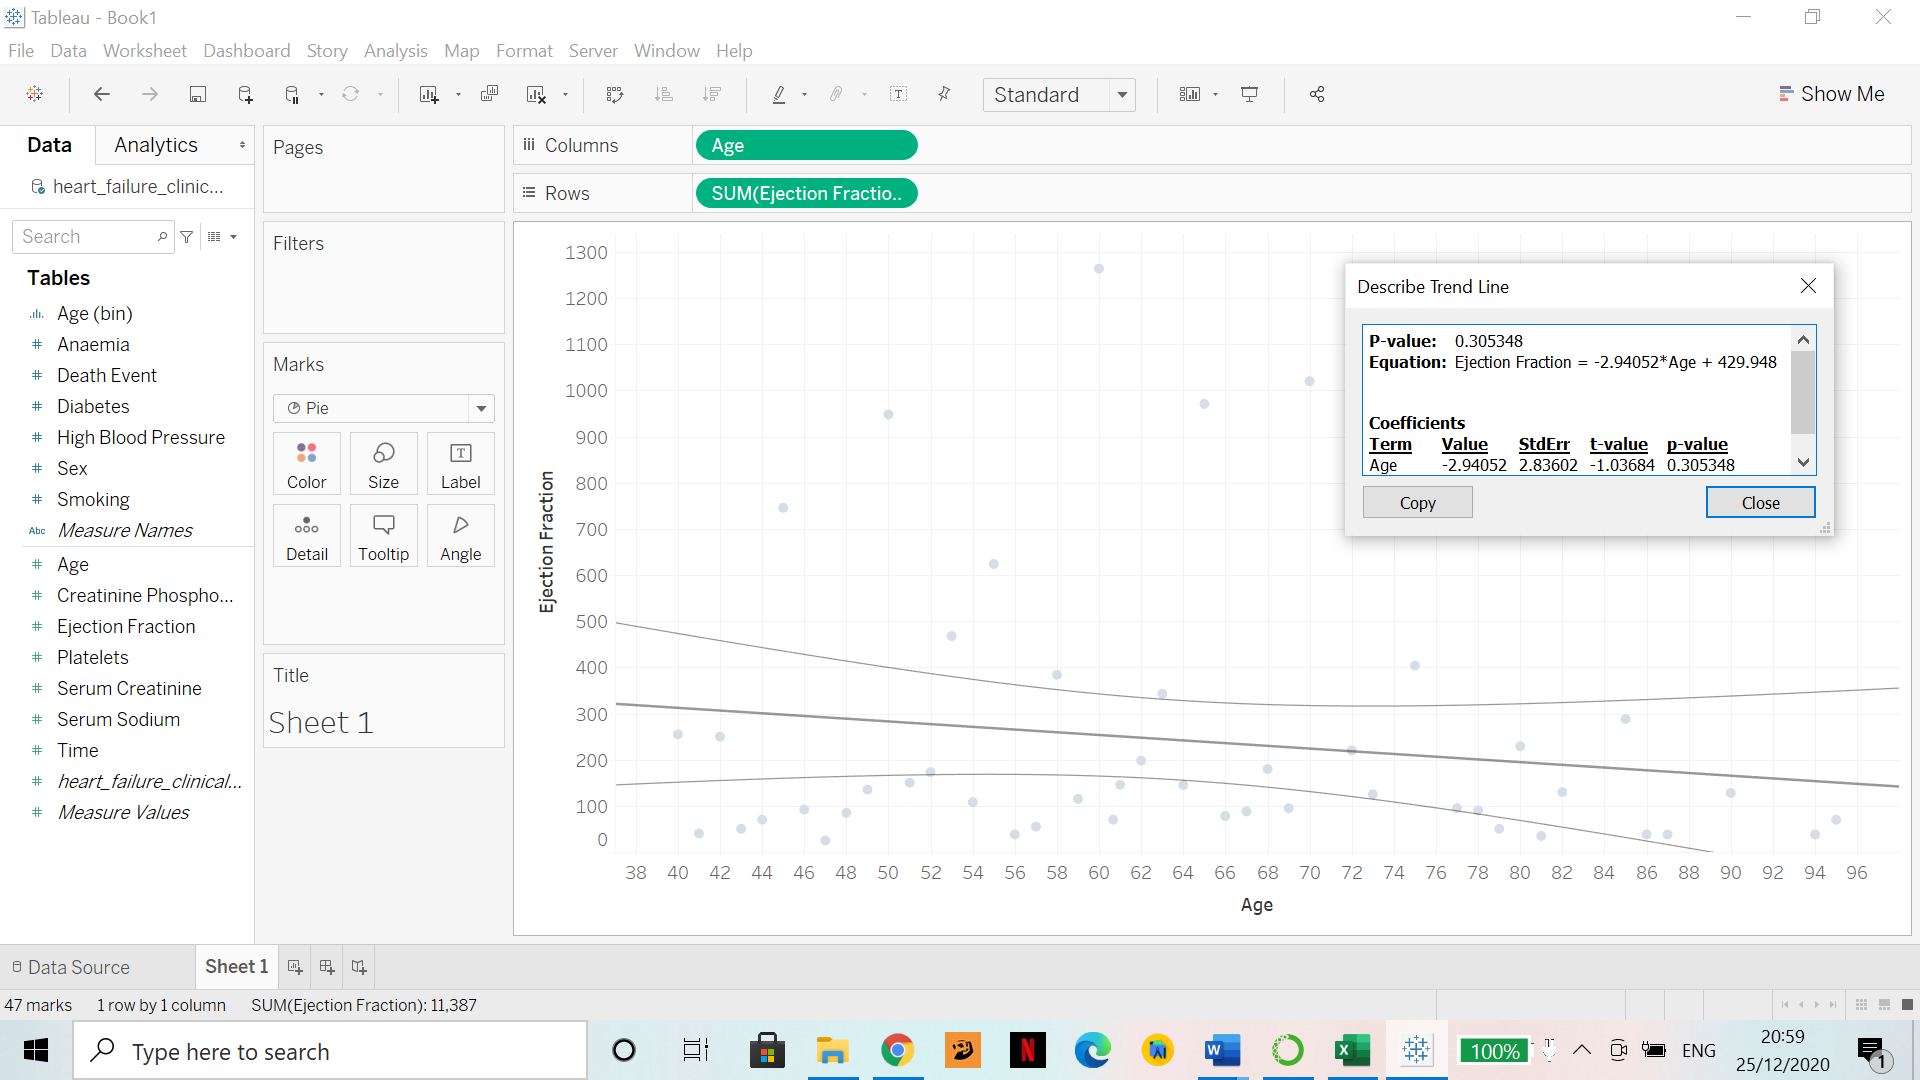 Tableau - Book1
File Data Worksheet Dashboard Story Analysis Map Format Server Window Help
Standard
Show Me
Data Analytics
heart_failure_clinic...
Search
Tables
Age (bin)
Anaemia
Death Event
Diabetes
High Blood Pressure
Sex
Smoking
Abc Measure Names
Age
Creatinine Phospho...
Ejection Fraction
Platelets
Serum Creatinine
Serum Sodium
Time
heart_failure_clinical...
Measure Values
Pages
Filters
Marks
Pie
Color Size Label
Detail Tooltip Angle
Title
Sheet 1
Columns Age
Rows SUM(Ejection Fractio..
1300
1200
1100
1000
900
800
700
600
500
400
300
200
100
0
Ejection Fraction
38 40 42 44 46 48 50 52 54 56 58 60 62 64 66 68 70 72 74 76 78 80 82 84 86 88 90 92 94 96
Age
Describe Trend Line
P-value: 0.305348
Equation: Ejection Fraction = -2.94052*Age + 429.948
Coefficients
Term Value StdErr t-value p-value
Age -2.94052 2.83602 -1.03684 0.305348
Copy Close
Data Source Sheet 1
47 marks 1 row by 1 column SUM(Ejection Fraction): 11,387
Type here to search
100%
ENG
20:59
25/12/2020
1